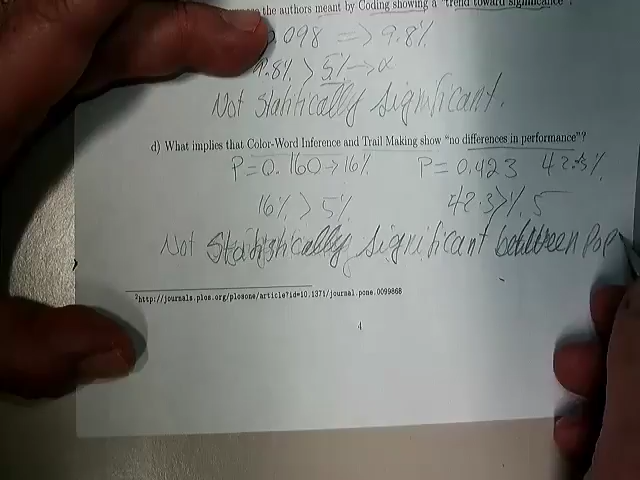 the authors meant by Coding showing a "trend toward significance".
0.098 => 9.8%
9.8% > 5% → α
Not statitically significant.
d) What implies that Color-Word Inference and Trail Making show "no differences in performance"?
P=0.160→16% P=0.423 42.3%
16% > 5% 42.3>% 5
Not Statistically significant between Pop
²http://journals.plos.org/plosone/article?id=10.1371/journal.pone.0099868
4